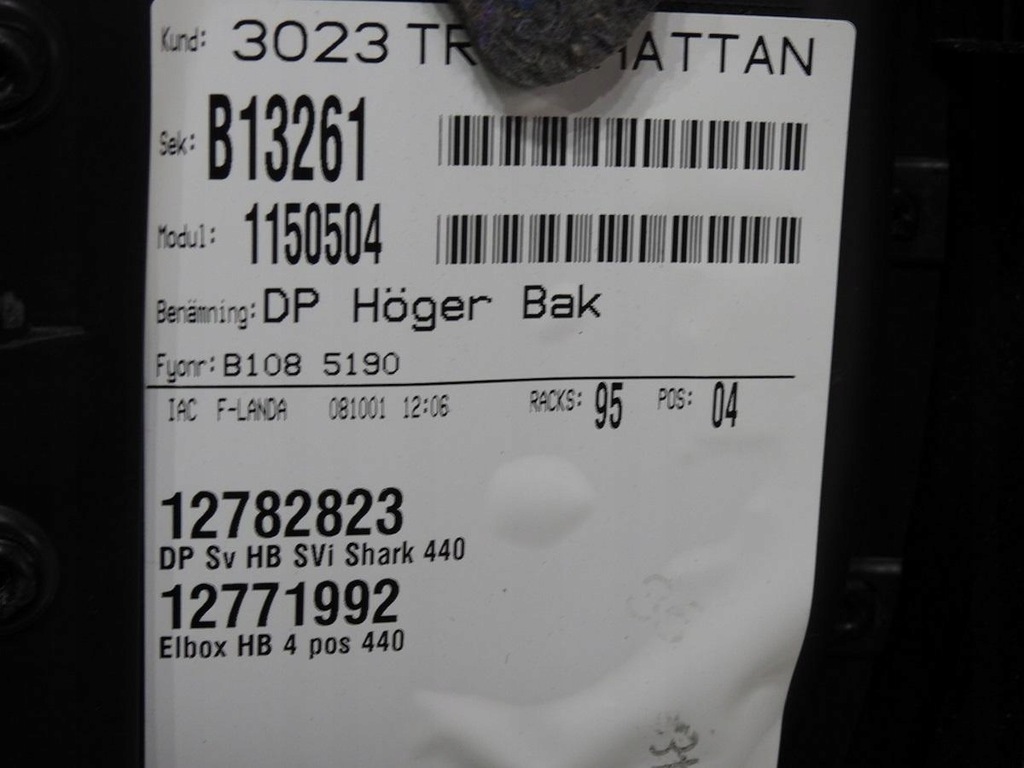 Kund: 3023 TR HATTAN
Sek: B13261
Modul: 1150504
Benämning: DP Höger Bak
Fyonr: B108 5190
IAC F-LANDA 081001 12:06 RACKS: 95 POS: 04
12782823
DP Sv HB SVi Shark 440
12771992
Elbox HB 4 pos 440